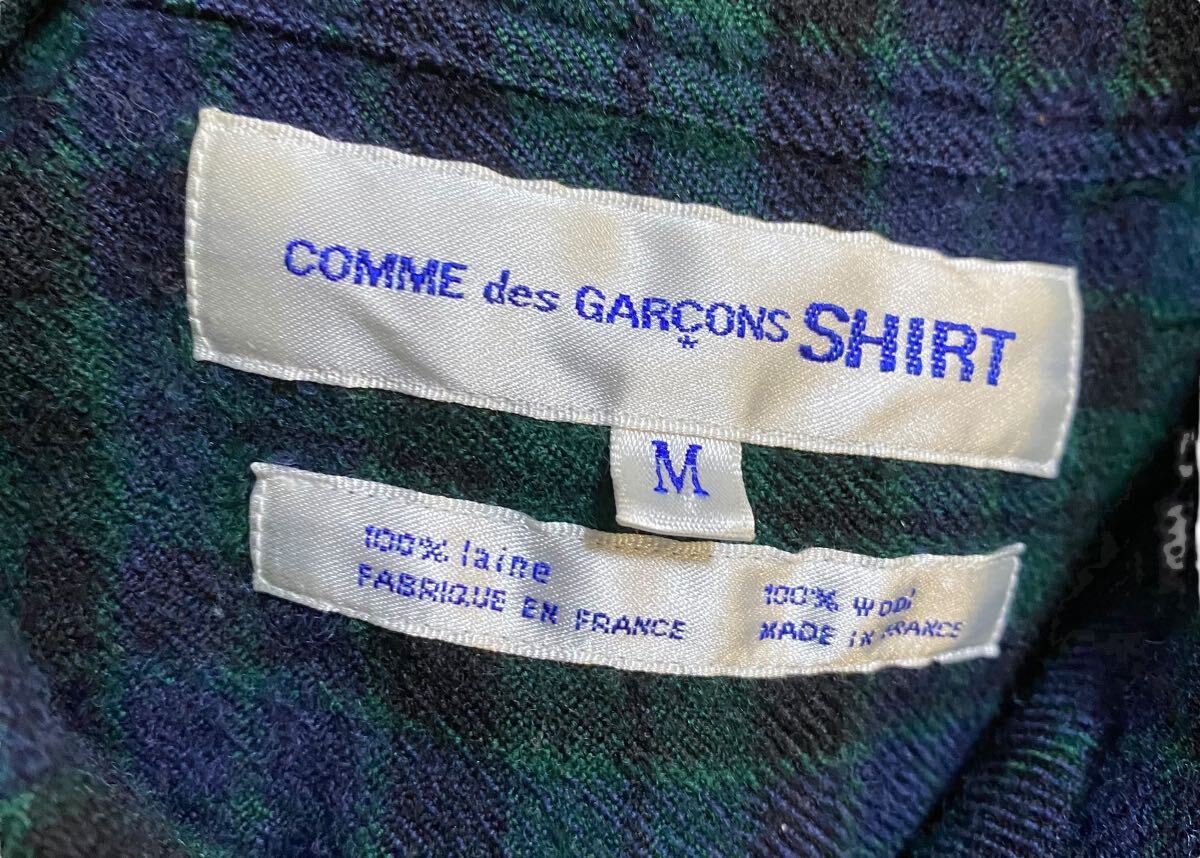 COMME des GARÇONS SHIRT
*
M
100% laine
FABRIQUE EN FRANCE
100% wool
MADE IN FRANCE